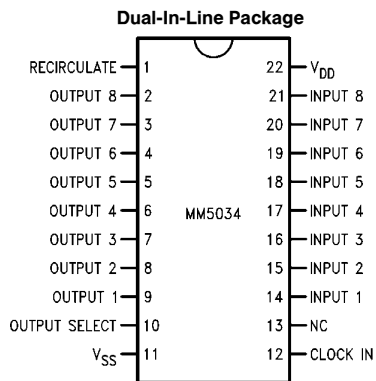 Dual-In-Line Package
RECIRCULATE 1 22 VDD
OUTPUT 8 2 21 INPUT 8
OUTPUT 7 3 20 INPUT 7
OUTPUT 6 4 19 INPUT 6
OUTPUT 5 5 18 INPUT 5
OUTPUT 4 6 MM5034 17 INPUT 4
OUTPUT 3 7 16 INPUT 3
OUTPUT 2 8 15 INPUT 2
OUTPUT 1 9 14 INPUT 1
OUTPUT SELECT 10 13 NC
VSS 11 12 CLOCK IN